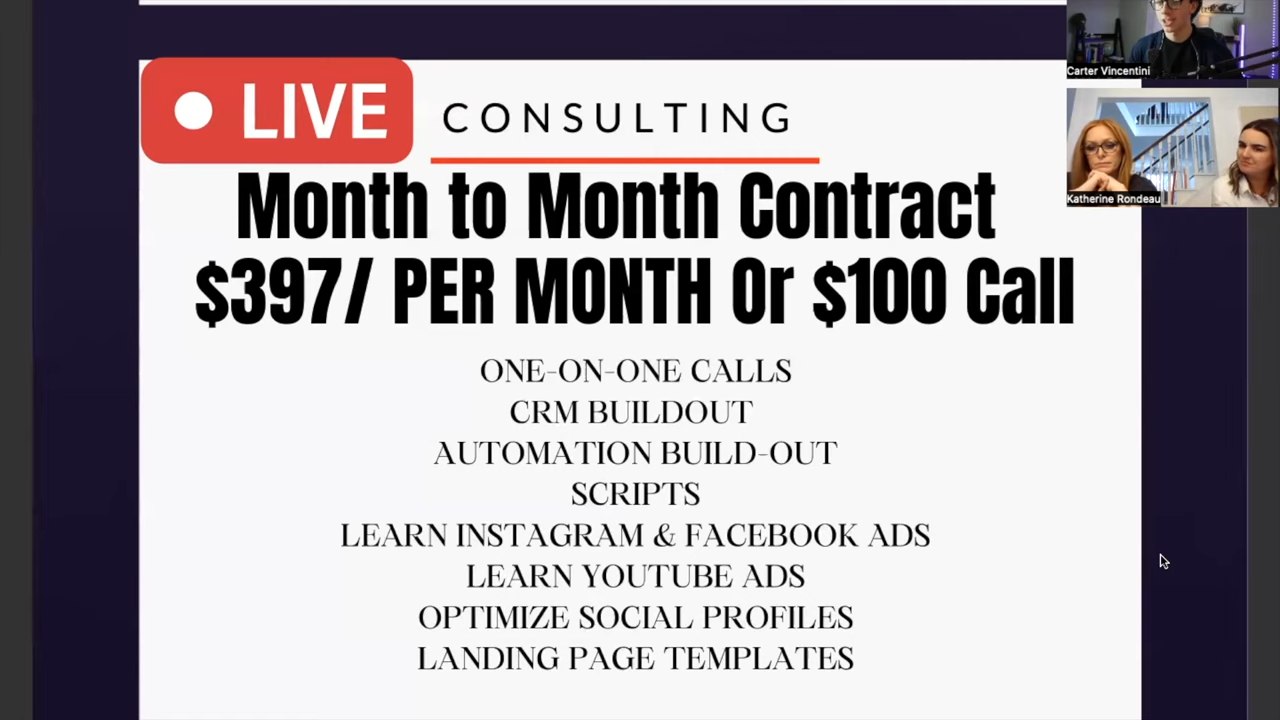 LIVE
CONSULTING
Month to Month Contract
$397/ PER MONTH Or $100 Call
ONE-ON-ONE CALLS
CRM BUILDOUT
AUTOMATION BUILD-OUT
SCRIPTS
LEARN INSTAGRAM & FACEBOOK ADS
LEARN YOUTUBE ADS
OPTIMIZE SOCIAL PROFILES
LANDING PAGE TEMPLATES
Carter Vincentini
Katherine Rondeau